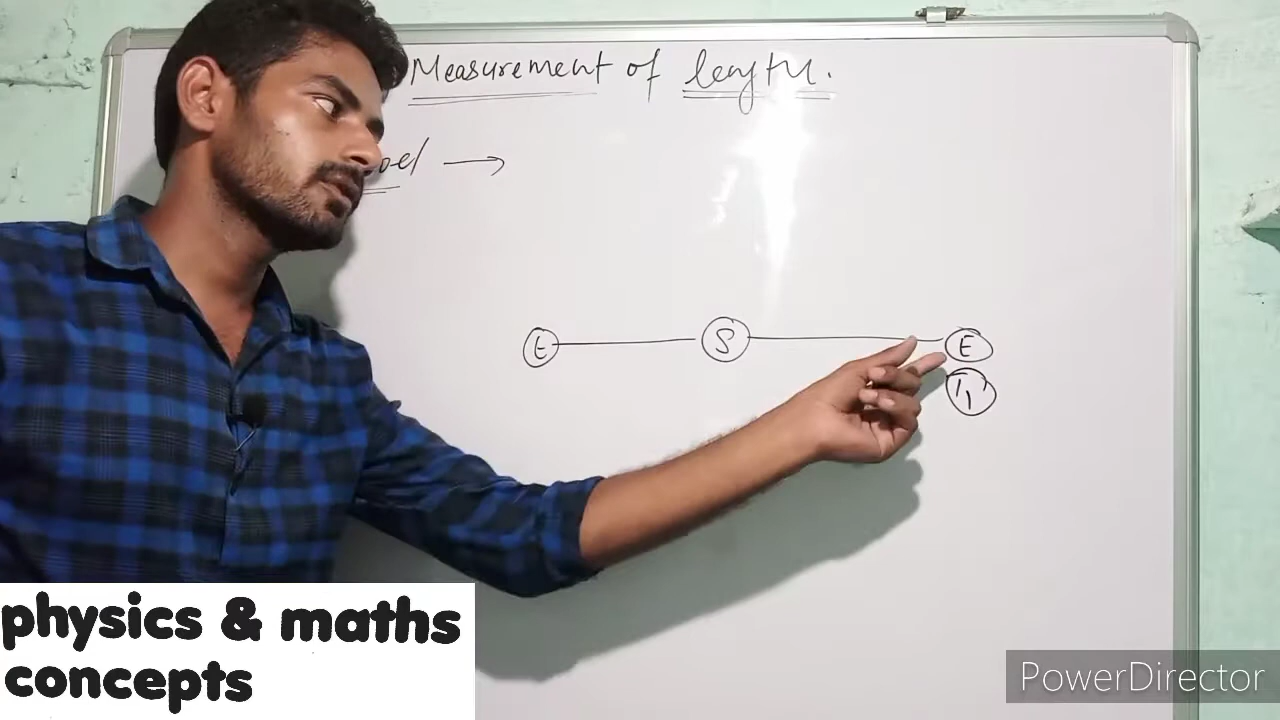 Measurement of length.
E S E
physics & maths
concepts
PowerDirector